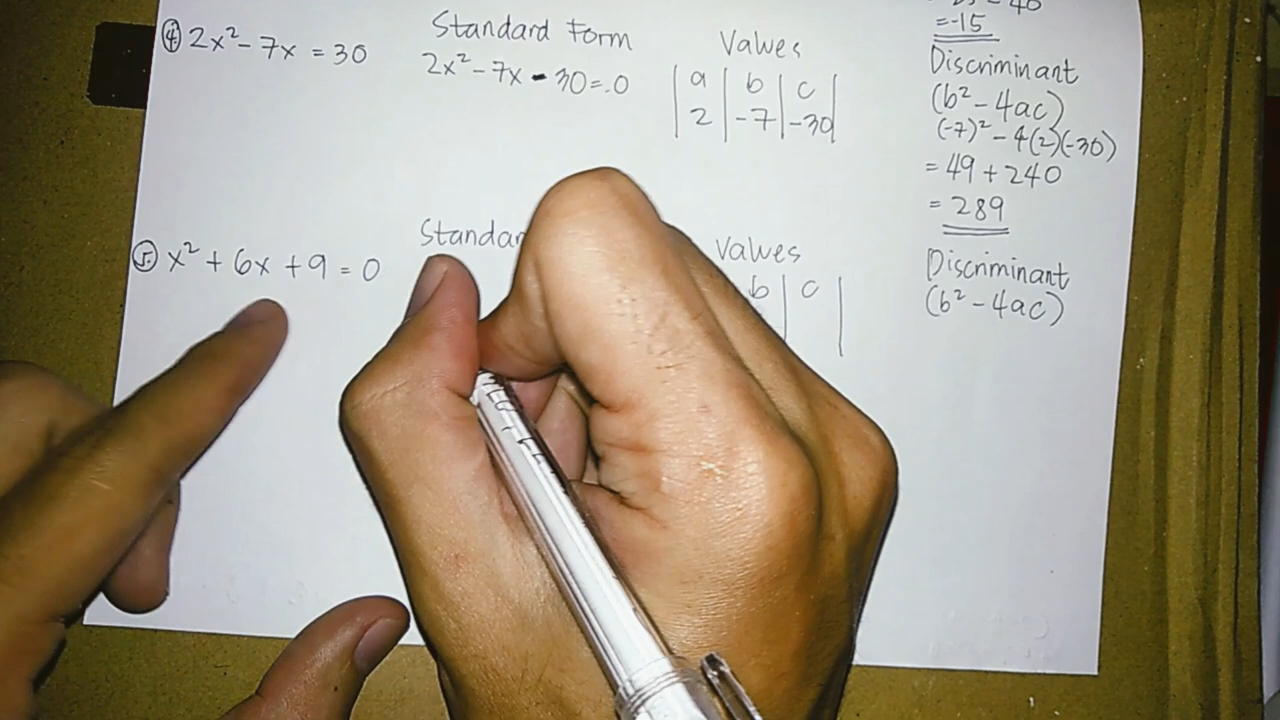 ④ 2x² - 7x = 30
Standard Form
2x² - 7x - 30 = 0
Values
a b c
2 -7 -30
= -15
Discriminant
(b² - 4ac)
(-7)² - 4(2)(-30)
= 49 + 240
= 289
⑤ x² + 6x + 9 = 0
Values
b c
Discriminant
(b² - 4ac)